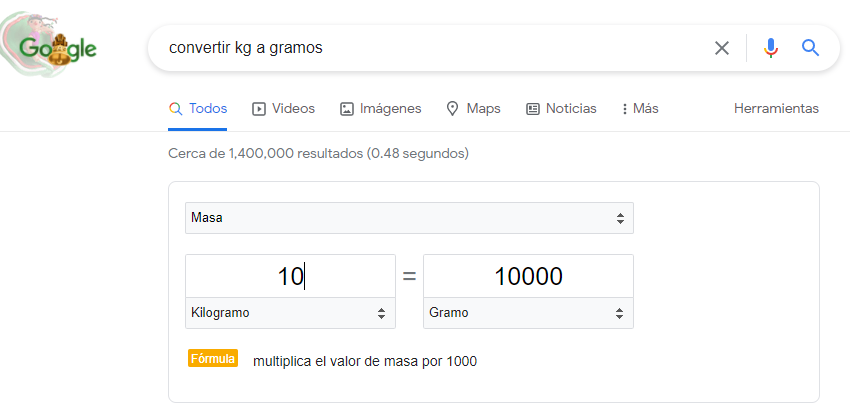 Google
convertir kg a gramos
Todos Videos Imágenes Maps Noticias Más Herramientas
Cerca de 1,400,000 resultados (0.48 segundos)
Masa
10 = 10000
Kilogramo Gramo
Fórmula multiplica el valor de masa por 1000